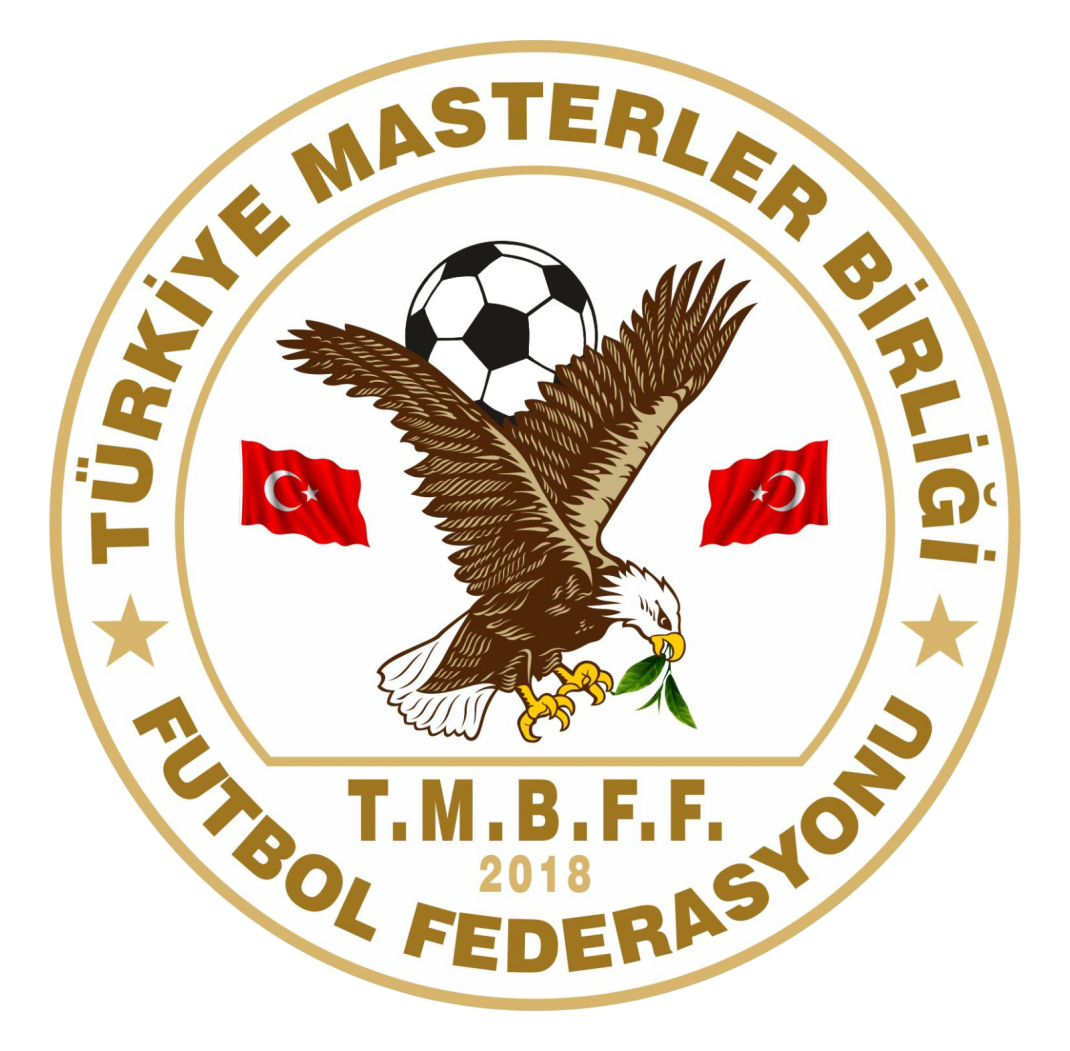 TÜRKİYE MASTERLER BİRLİĞİ
T.M.B.F.F.
2018
FUTBOL FEDERASYONU